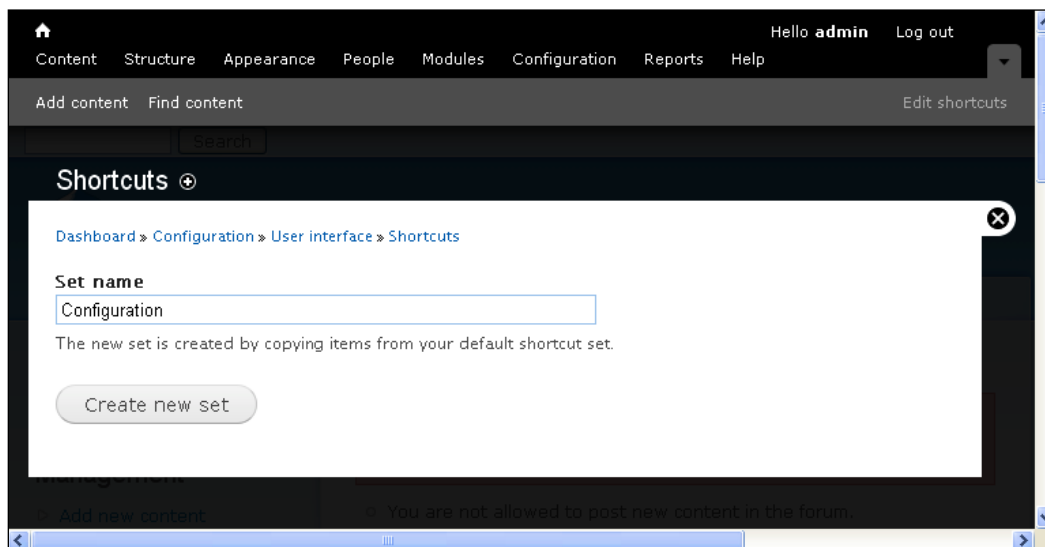 Hello admin Log out
Content Structure Appearance People Modules Configuration Reports Help
Add content Find content Edit shortcuts
Search
Shortcuts
Dashboard » Configuration » User interface » Shortcuts
Set name
Configuration
The new set is created by copying items from your default shortcut set.
Create new set
Management
Add new content
You are not allowed to post new content in the forum.